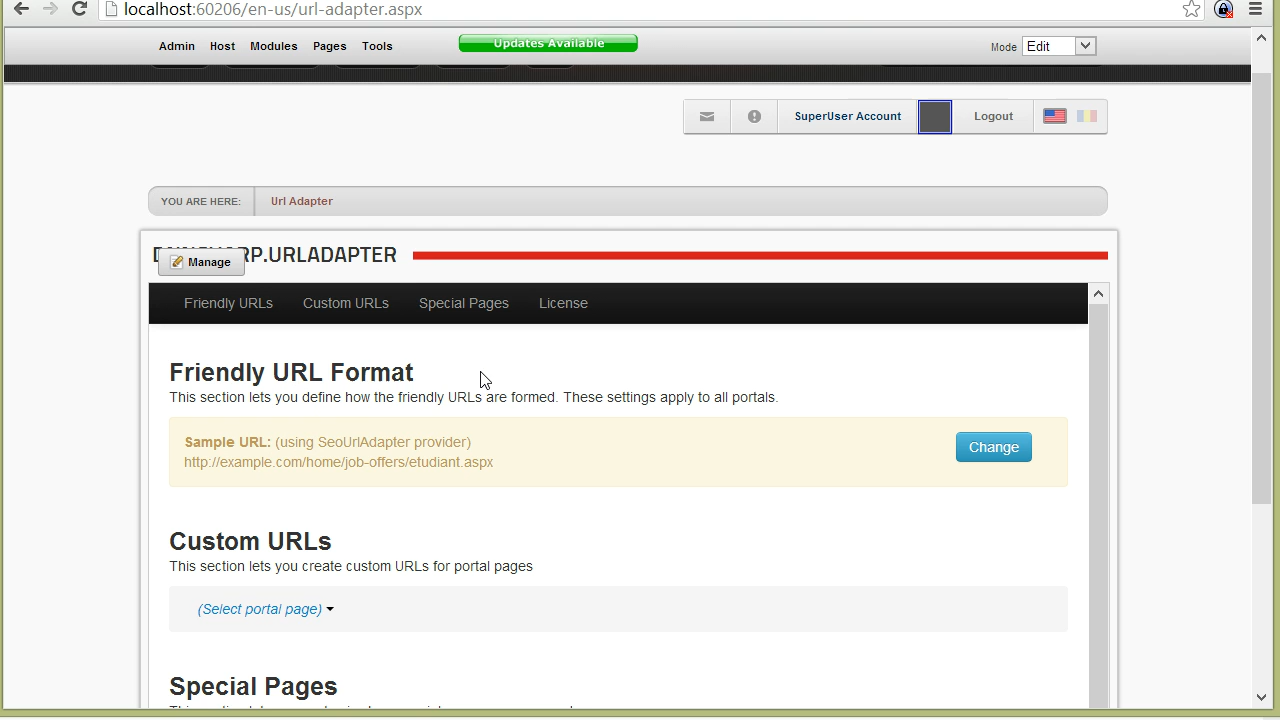 localhost:60206/en-us/url-adapter.aspx
Admin Host Modules Pages Tools
Updates Available
Mode Edit
SuperUser Account
Logout
YOU ARE HERE: Url Adapter
RP.URLADAPTER
Manage
Friendly URLs Custom URLs Special Pages License
Friendly URL Format
This section lets you define how the friendly URLs are formed. These settings apply to all portals.
Sample URL: (using SeoUrlAdapter provider)
http://example.com/home/job-offers/etudiant.aspx
Change
Custom URLs
This section lets you create custom URLs for portal pages
(Select portal page)
Special Pages